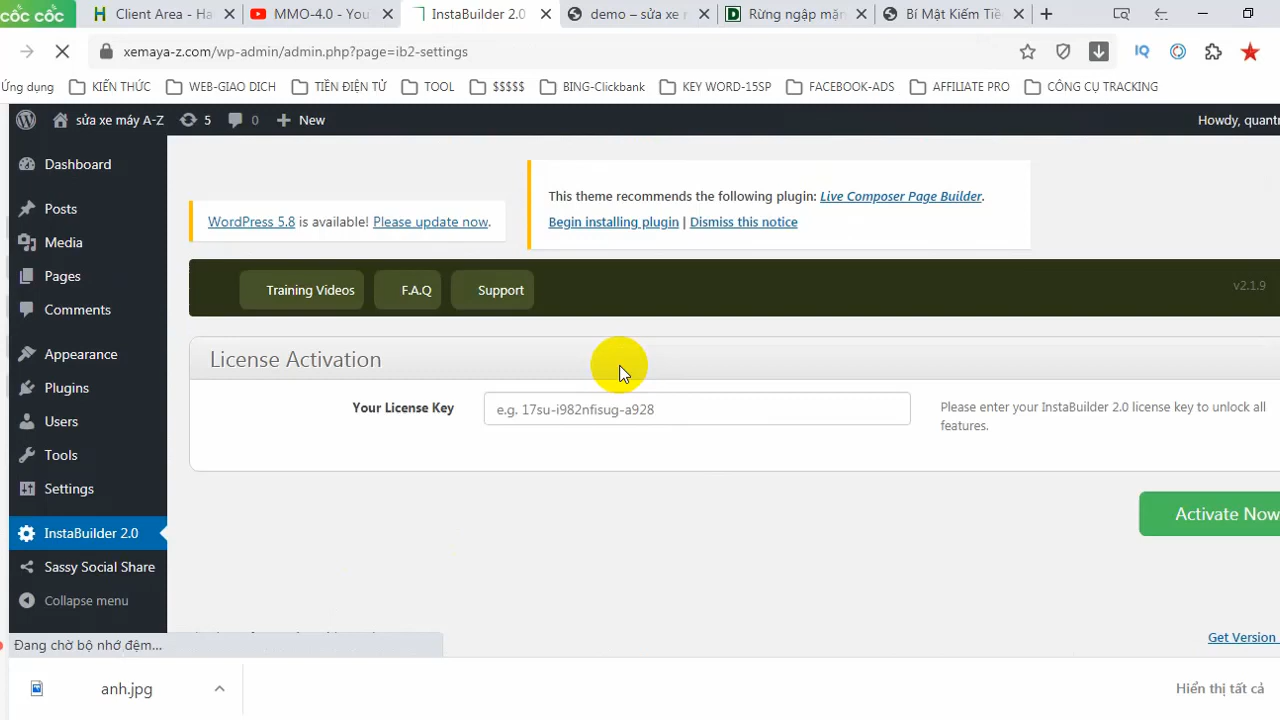 CỐC CỐC
Client Area - Ha
MMO-4.0 - You
InstaBuilder 2.0
demo – sửa xe m
Rừng ngập mặn
Bí Mật Kiếm Tiền
xemaya-z.com/wp-admin/admin.php?page=ib2-settings
IQ
Ứng dụng
KIẾN THỨC
WEB-GIAO DỊCH
TIỀN ĐIỆN TỬ
TOOL
$$$$$
BING-Clickbank
KEY WORD-15SP
FACEBOOK-ADS
AFFILIATE PRO
CÔNG CỤ TRACKING
sửa xe máy A-Z
5
0
New
Howdy, quantr
Dashboard
Posts
Media
Pages
Comments
Appearance
Plugins
Users
Tools
Settings
InstaBuilder 2.0
Sassy Social Share
Collapse menu
WordPress 5.8 is available! Please update now.
This theme recommends the following plugin: Live Composer Page Builder.
Begin installing plugin | Dismiss this notice
Training Videos
F.A.Q
Support
v2.1.9
License Activation
Your License Key
e.g. 17su-i982nfisug-a928
Please enter your InstaBuilder 2.0 license key to unlock all
features.
Activate Now
Get Version
Đang chờ bộ nhớ đệm...
anh.jpg
Hiển thị tất cả